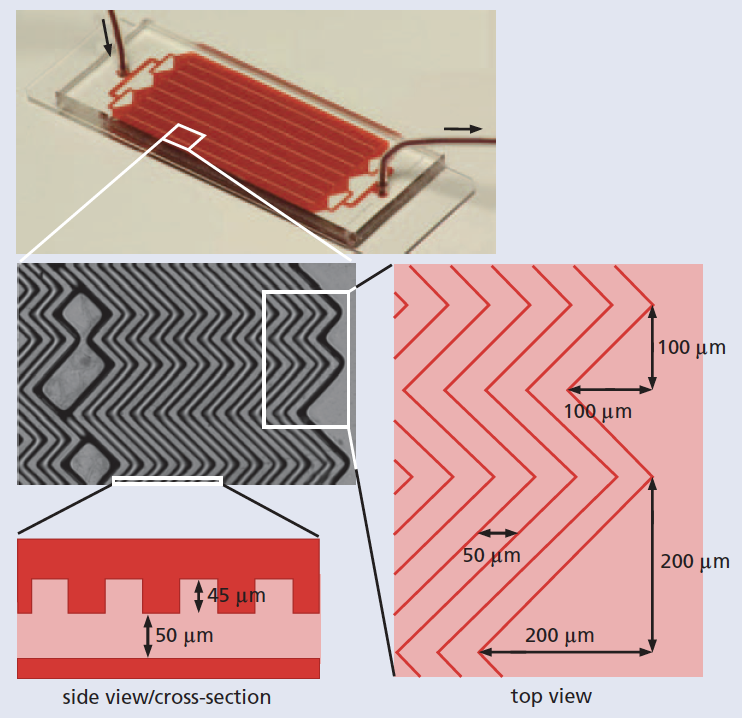 100 μm
100 μm
50 μm
200 μm
200 μm
45 μm
50 μm
side view/cross-section
top view